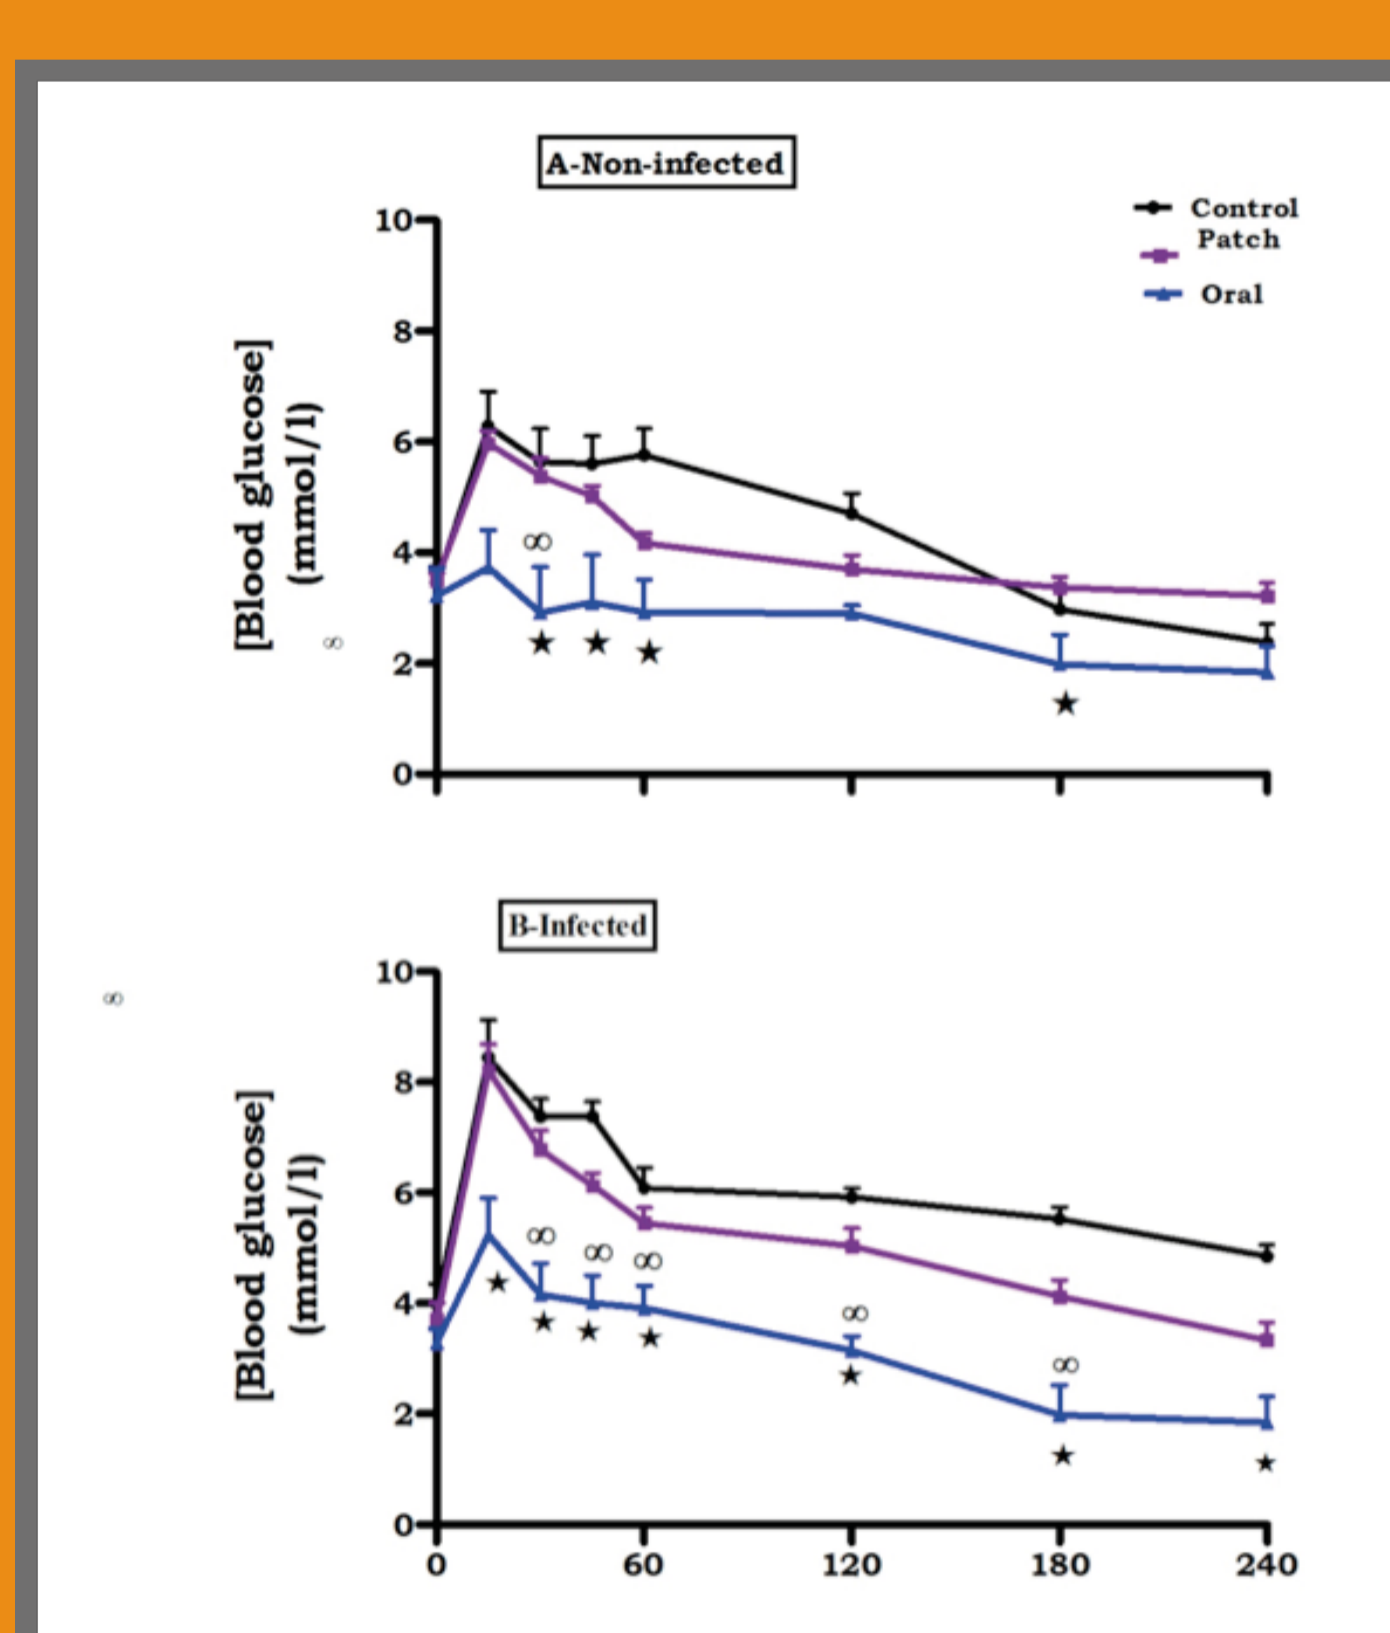 A-Non-infected
Control
Patch
Oral
10
8
6
4
2
0
[Blood glucose]
(mmol/l)
∞
★ ★ ★
★
∞
B-Infected
∞
10
8
6
4
2
0
[Blood glucose]
(mmol/l)
∞ ∞ ∞
★ ★ ★ ★
∞
★
∞
★ ★
0 60 120 180 240